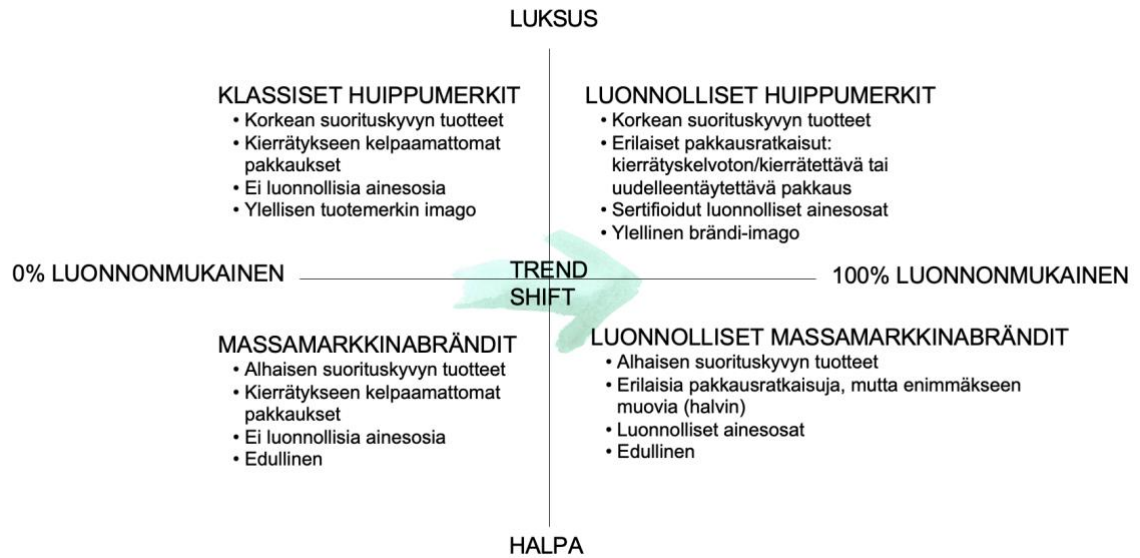 LUKSUS
KLASSISET HUIPPUMERKIT
• Korkean suorituskyvyn tuotteet
• Kierrätykseen kelpaamattomat
pakkaukset
• Ei luonnollisia ainesosia
• Ylellisen tuotemerkin imago
LUONNOLLISET HUIPPUMERKIT
• Korkean suorituskyvyn tuotteet
• Erilaiset pakkausratkaisut:
kierrätyskelvoton/kierrätettävä tai
uudelleentäytettävä pakkaus
• Sertifioidut luonnolliset ainesosat
• Ylellinen brändi-imago
0% LUONNONMUKAINEN
TREND
SHIFT
100% LUONNONMUKAINEN
MASSAMARKKINABRÄNDIT
• Alhaisen suorituskyvyn tuotteet
• Kierrätykseen kelpaamattomat
pakkaukset
• Ei luonnollisia ainesosia
• Edullinen
LUONNOLLISET MASSAMARKKINABRÄNDIT
• Alhaisen suorituskyvyn tuotteet
• Erilaisia pakkausratkaisuja, mutta enimmäkseen
muovia (halvin)
• Luonnolliset ainesosat
• Edullinen
HALPA